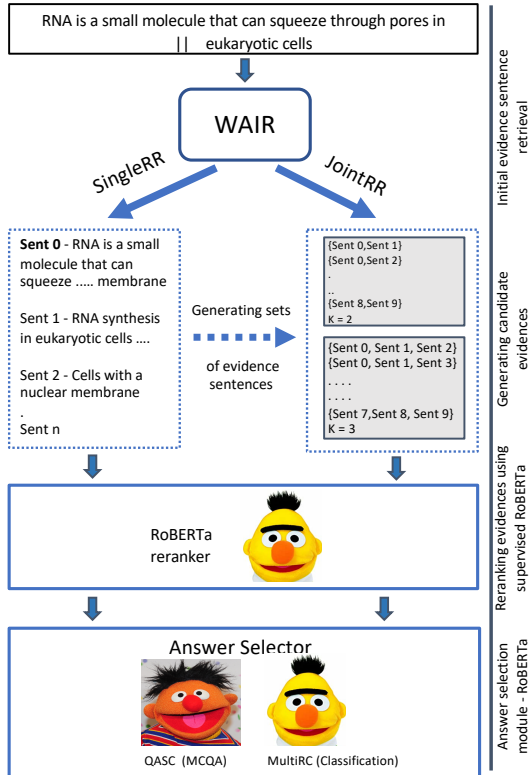 RNA is a small molecule that can squeeze through pores in
|| eukaryotic cells
WAIR
SingleRR
JointRR
Sent 0 - RNA is a small
molecule that can
squeeze ..... membrane
Sent 1 - RNA synthesis
in eukaryotic cells ....
Sent 2 - Cells with a
nuclear membrane
.
Sent n
Generating sets
of evidence
sentences
{Sent 0,Sent 1}
{Sent 0,Sent 2}
.
..
{Sent 8,Sent 9}
K = 2
{Sent 0, Sent 1, Sent 2}
{Sent 0, Sent 1, Sent 3}
. . . .
. . . .
{Sent 7,Sent 8, Sent 9}
K = 3
RoBERTa
reranker
Answer Selector
QASC (MCQA)
MultiRC (Classification)
Initial evidence sentence
retrieval
Generating candidate
evidences
Reranking evidences using
supervised RoBERTa
Answer selection
module - RoBERTa